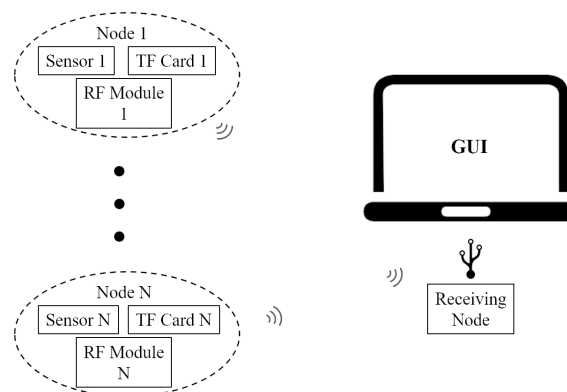 Node 1
Sensor 1
TF Card 1
RF Module
1
GUI
Node N
Sensor N
TF Card N
RF Module
N
Receiving
Node